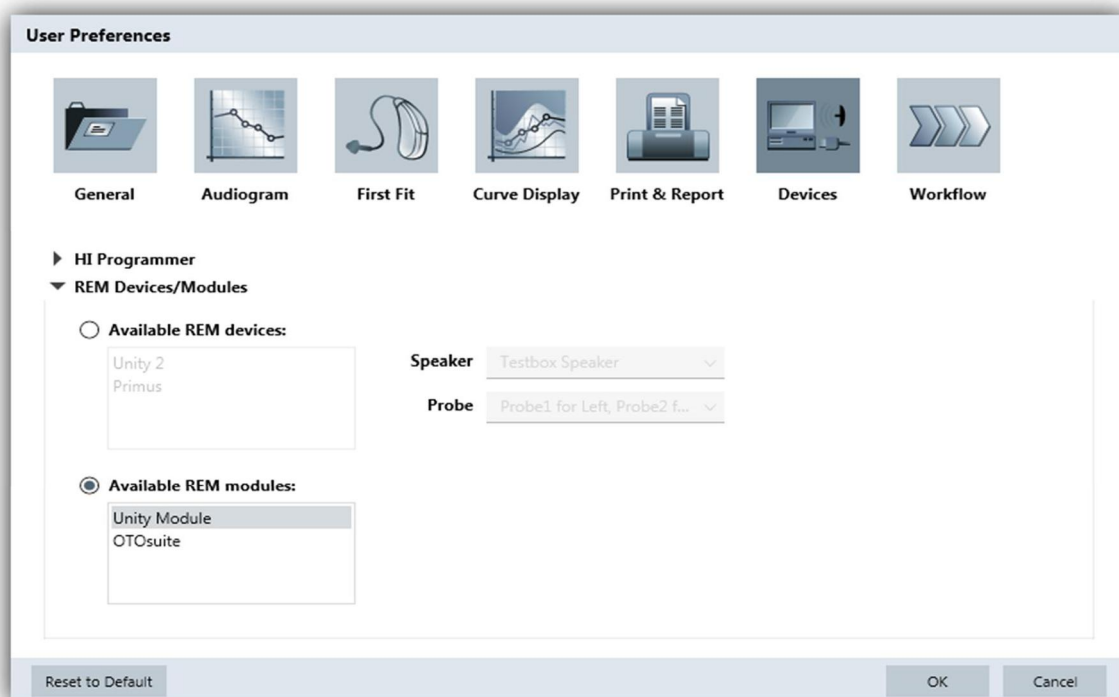 User Preferences
General Audiogram First Fit Curve Display Print & Report Devices Workflow
HI Programmer
REM Devices/Modules
Available REM devices:
Unity 2
Primus
Speaker Testbox Speaker
Probe Probe1 for Left, Probe2 f...
Available REM modules:
Unity Module
OTOsuite
Reset to Default OK Cancel